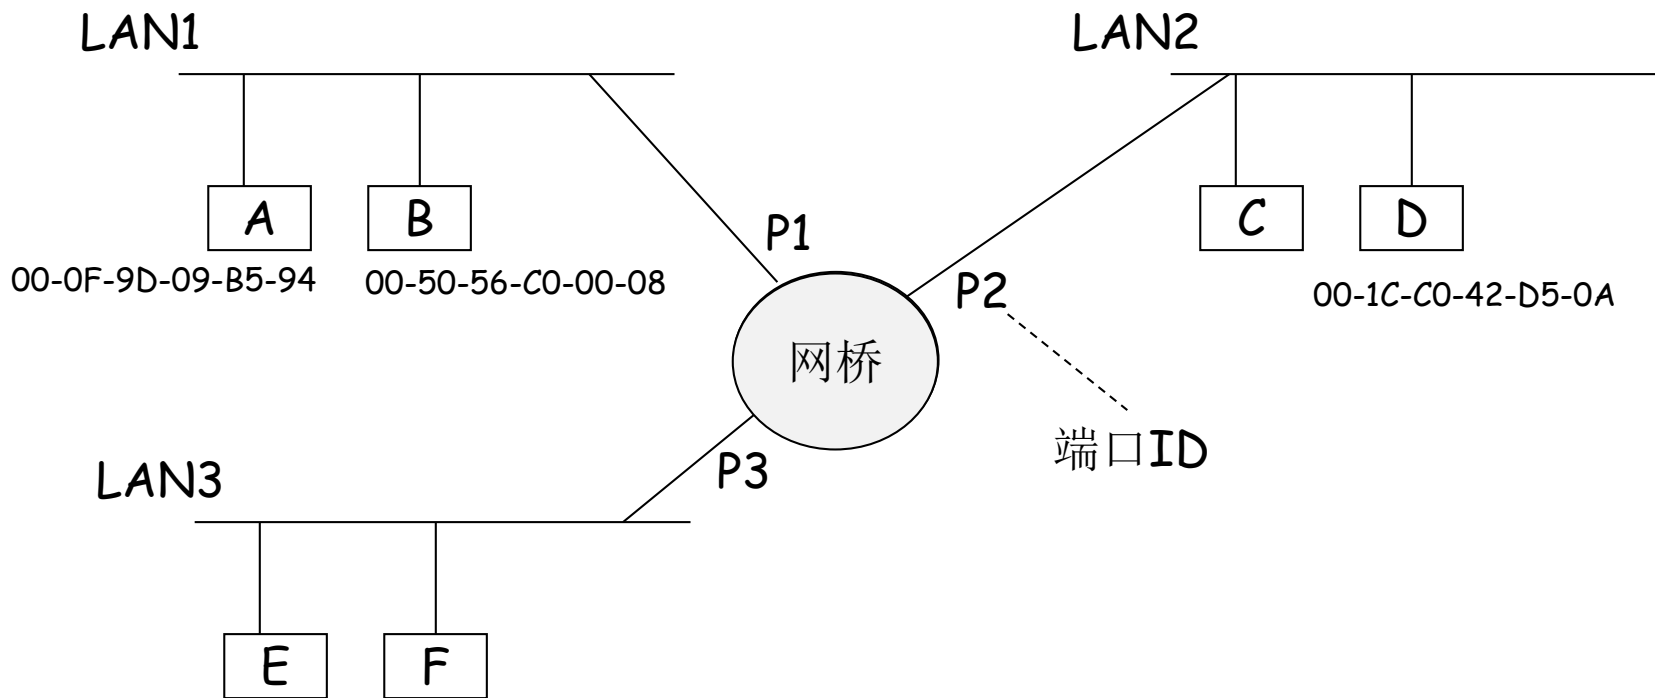 LAN1
LAN2
A
B
C
D
P1
00-0F-9D-09-B5-94
00-50-56-C0-00-08
P2
00-1C-C0-42-D5-0A
网桥
端口ID
P3
LAN3
E
F